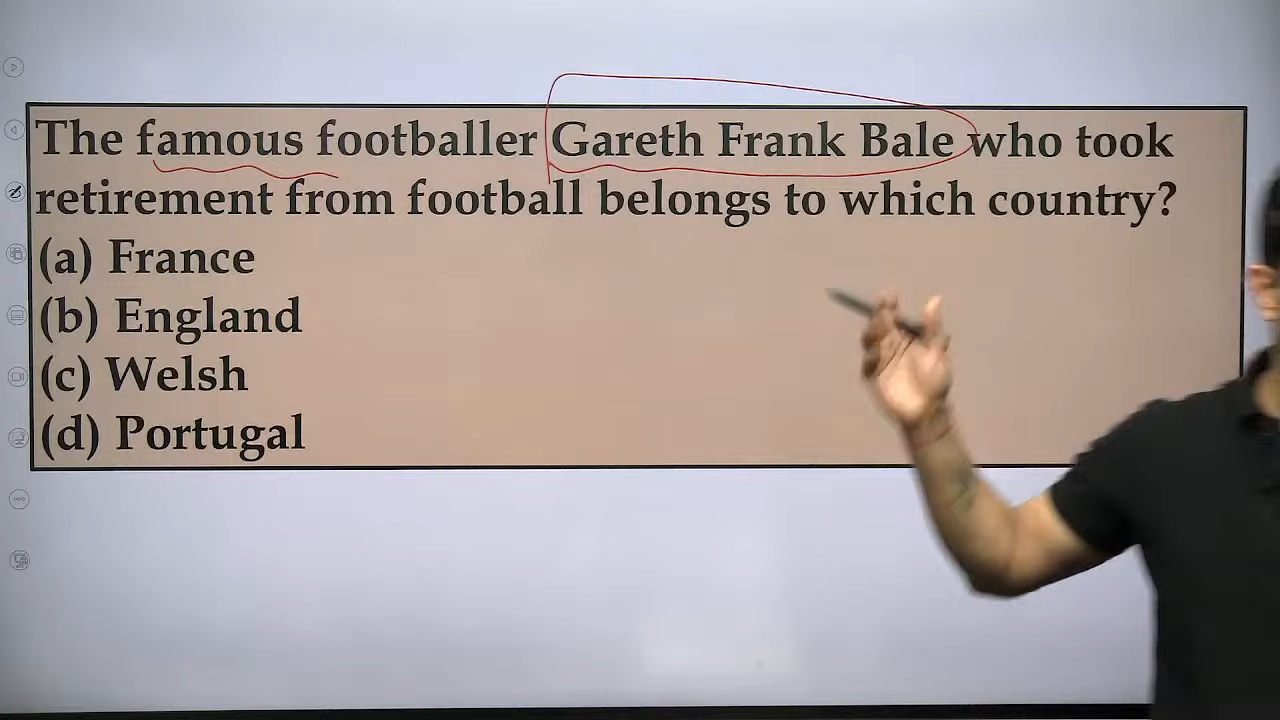 The famous footballer Gareth Frank Bale who took
retirement from football belongs to which country?
(a) France
(b) England
(c) Welsh
(d) Portugal